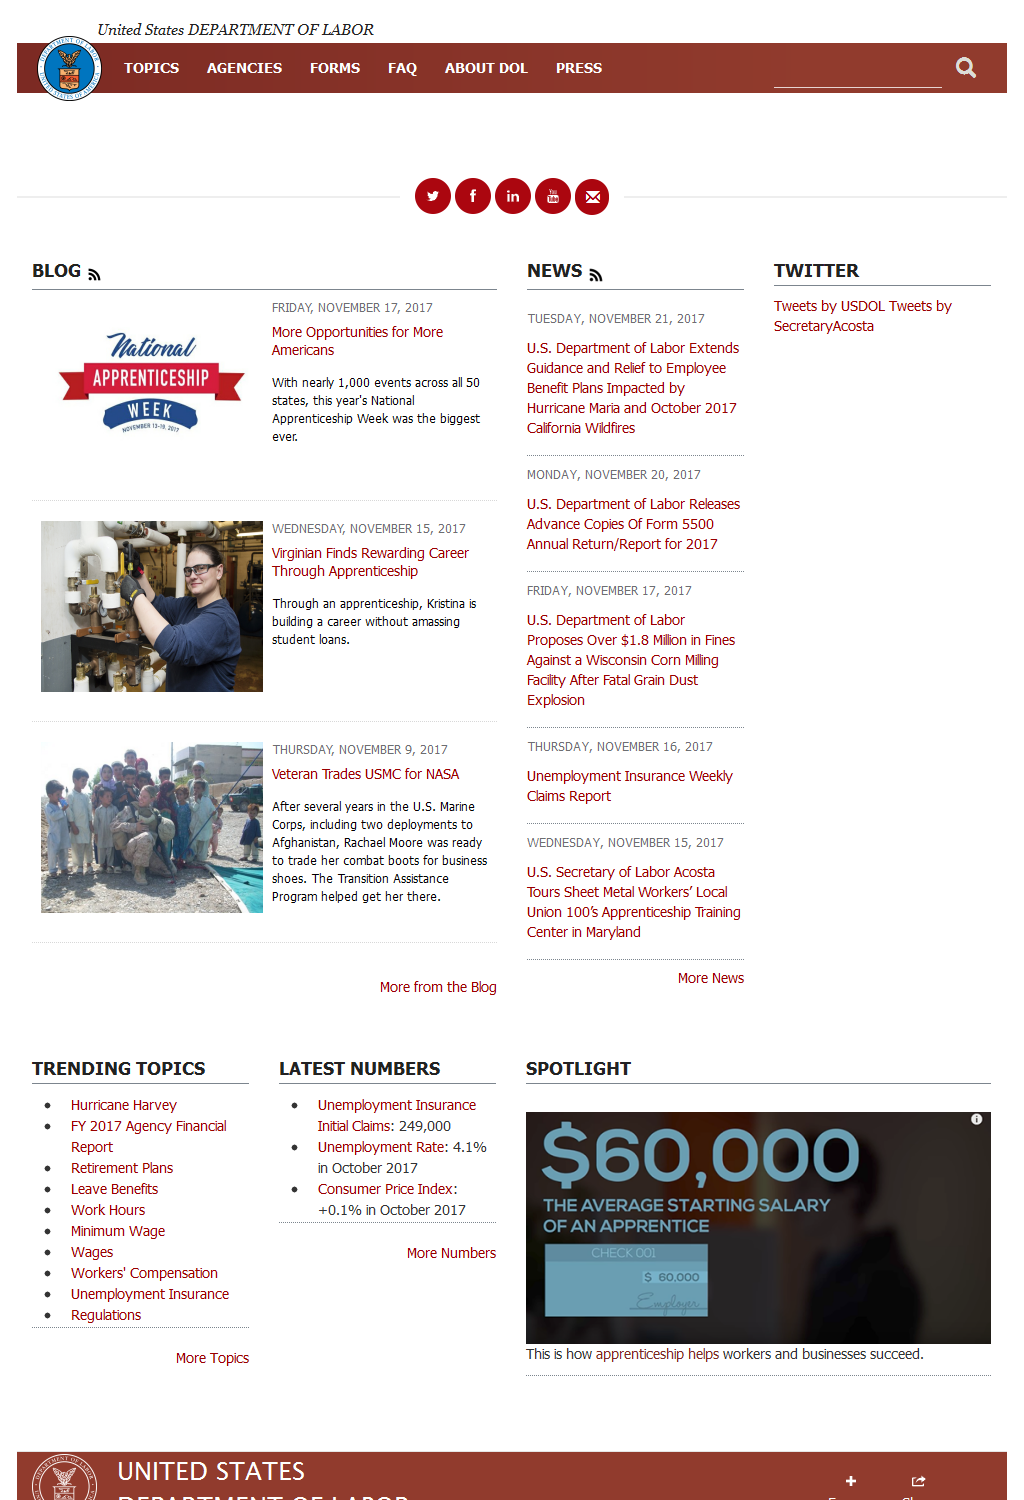 United States DEPARTMENT OF LABOR
TOPICS AGENCIES FORMS FAQ ABOUT DOL PRESS
BLOG
FRIDAY, NOVEMBER 17, 2017
More Opportunities for More
Americans
With nearly 1,000 events across all 50
states, this year's National
Apprenticeship Week was the biggest
ever.
National
APPRENTICESHIP
WEEK
NOVEMBER 13-19, 2017
WEDNESDAY, NOVEMBER 15, 2017
Virginian Finds Rewarding Career
Through Apprenticeship
Through an apprenticeship, Kristina is
building a career without amassing
student loans.
THURSDAY, NOVEMBER 9, 2017
Veteran Trades USMC for NASA
After several years in the U.S. Marine
Corps, including two deployments to
Afghanistan, Rachael Moore was ready
to trade her combat boots for business
shoes. The Transition Assistance
Program helped get her there.
More from the Blog
NEWS
TUESDAY, NOVEMBER 21, 2017
U.S. Department of Labor Extends
Guidance and Relief to Employee
Benefit Plans Impacted by
Hurricane Maria and October 2017
California Wildfires
MONDAY, NOVEMBER 20, 2017
U.S. Department of Labor Releases
Advance Copies Of Form 5500
Annual Return/Report for 2017
FRIDAY, NOVEMBER 17, 2017
U.S. Department of Labor
Proposes Over $1.8 Million in Fines
Against a Wisconsin Corn Milling
Facility After Fatal Grain Dust
Explosion
THURSDAY, NOVEMBER 16, 2017
Unemployment Insurance Weekly
Claims Report
WEDNESDAY, NOVEMBER 15, 2017
U.S. Secretary of Labor Acosta
Tours Sheet Metal Workers’ Local
Union 100’s Apprenticeship Training
Center in Maryland
More News
TWITTER
Tweets by USDOL Tweets by
SecretaryAcosta
TRENDING TOPICS
Hurricane Harvey
FY 2017 Agency Financial
Report
Retirement Plans
Leave Benefits
Work Hours
Minimum Wage
Wages
Workers' Compensation
Unemployment Insurance
Regulations
More Topics
LATEST NUMBERS
Unemployment Insurance
Initial Claims: 249,000
Unemployment Rate: 4.1%
in October 2017
Consumer Price Index:
+0.1% in October 2017
More Numbers
SPOTLIGHT
$60,000
THE AVERAGE STARTING SALARY
OF AN APPRENTICE
CHECK 001
$ 60,000
Employer
This is how apprenticeship helps workers and businesses succeed.
UNITED STATES
DEPARTMENT OF LABOR